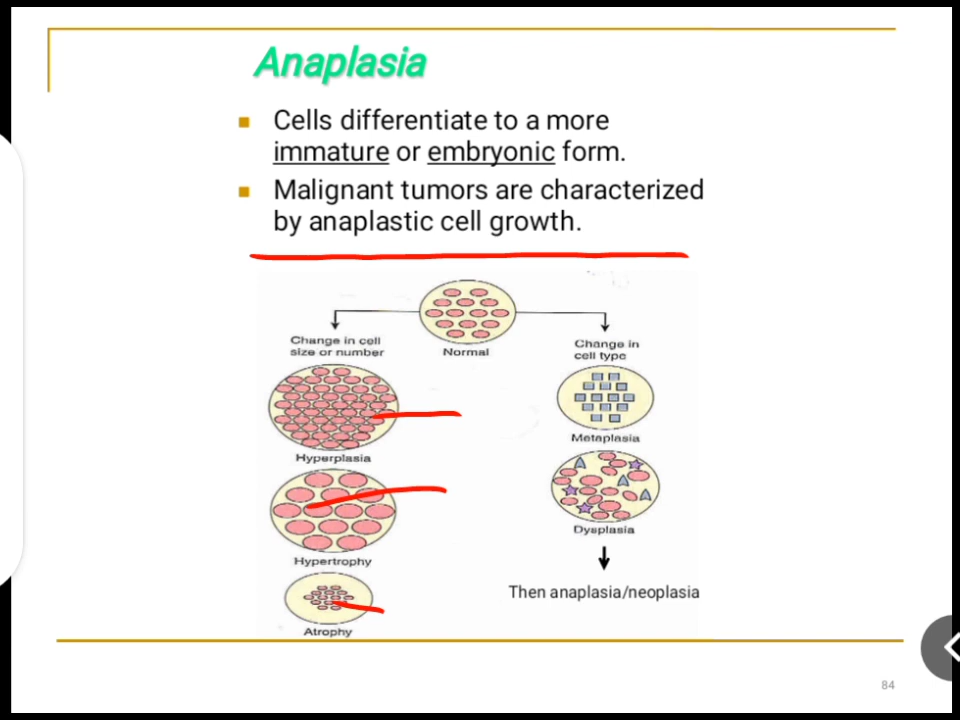 Anaplasia
Cells differentiate to a more
immature or embryonic form.
Malignant tumors are characterized
by anaplastic cell growth.
Normal
Change in cell
size or number
Change in
cell type
Hyperplasia
Metaplasia
Hypertrophy
Dysplasia
Then anaplasia/neoplasia
Atrophy
84